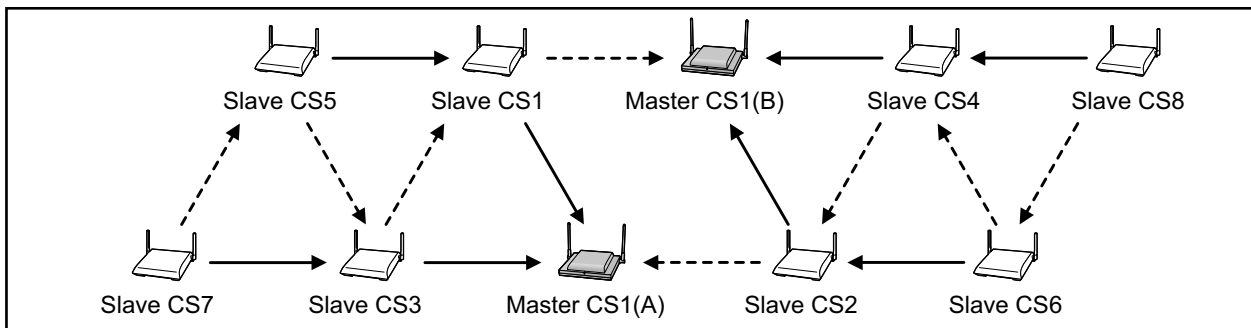 Slave CS5
Slave CS1
Master CS1(B)
Slave CS4
Slave CS8
Slave CS7
Slave CS3
Master CS1(A)
Slave CS2
Slave CS6